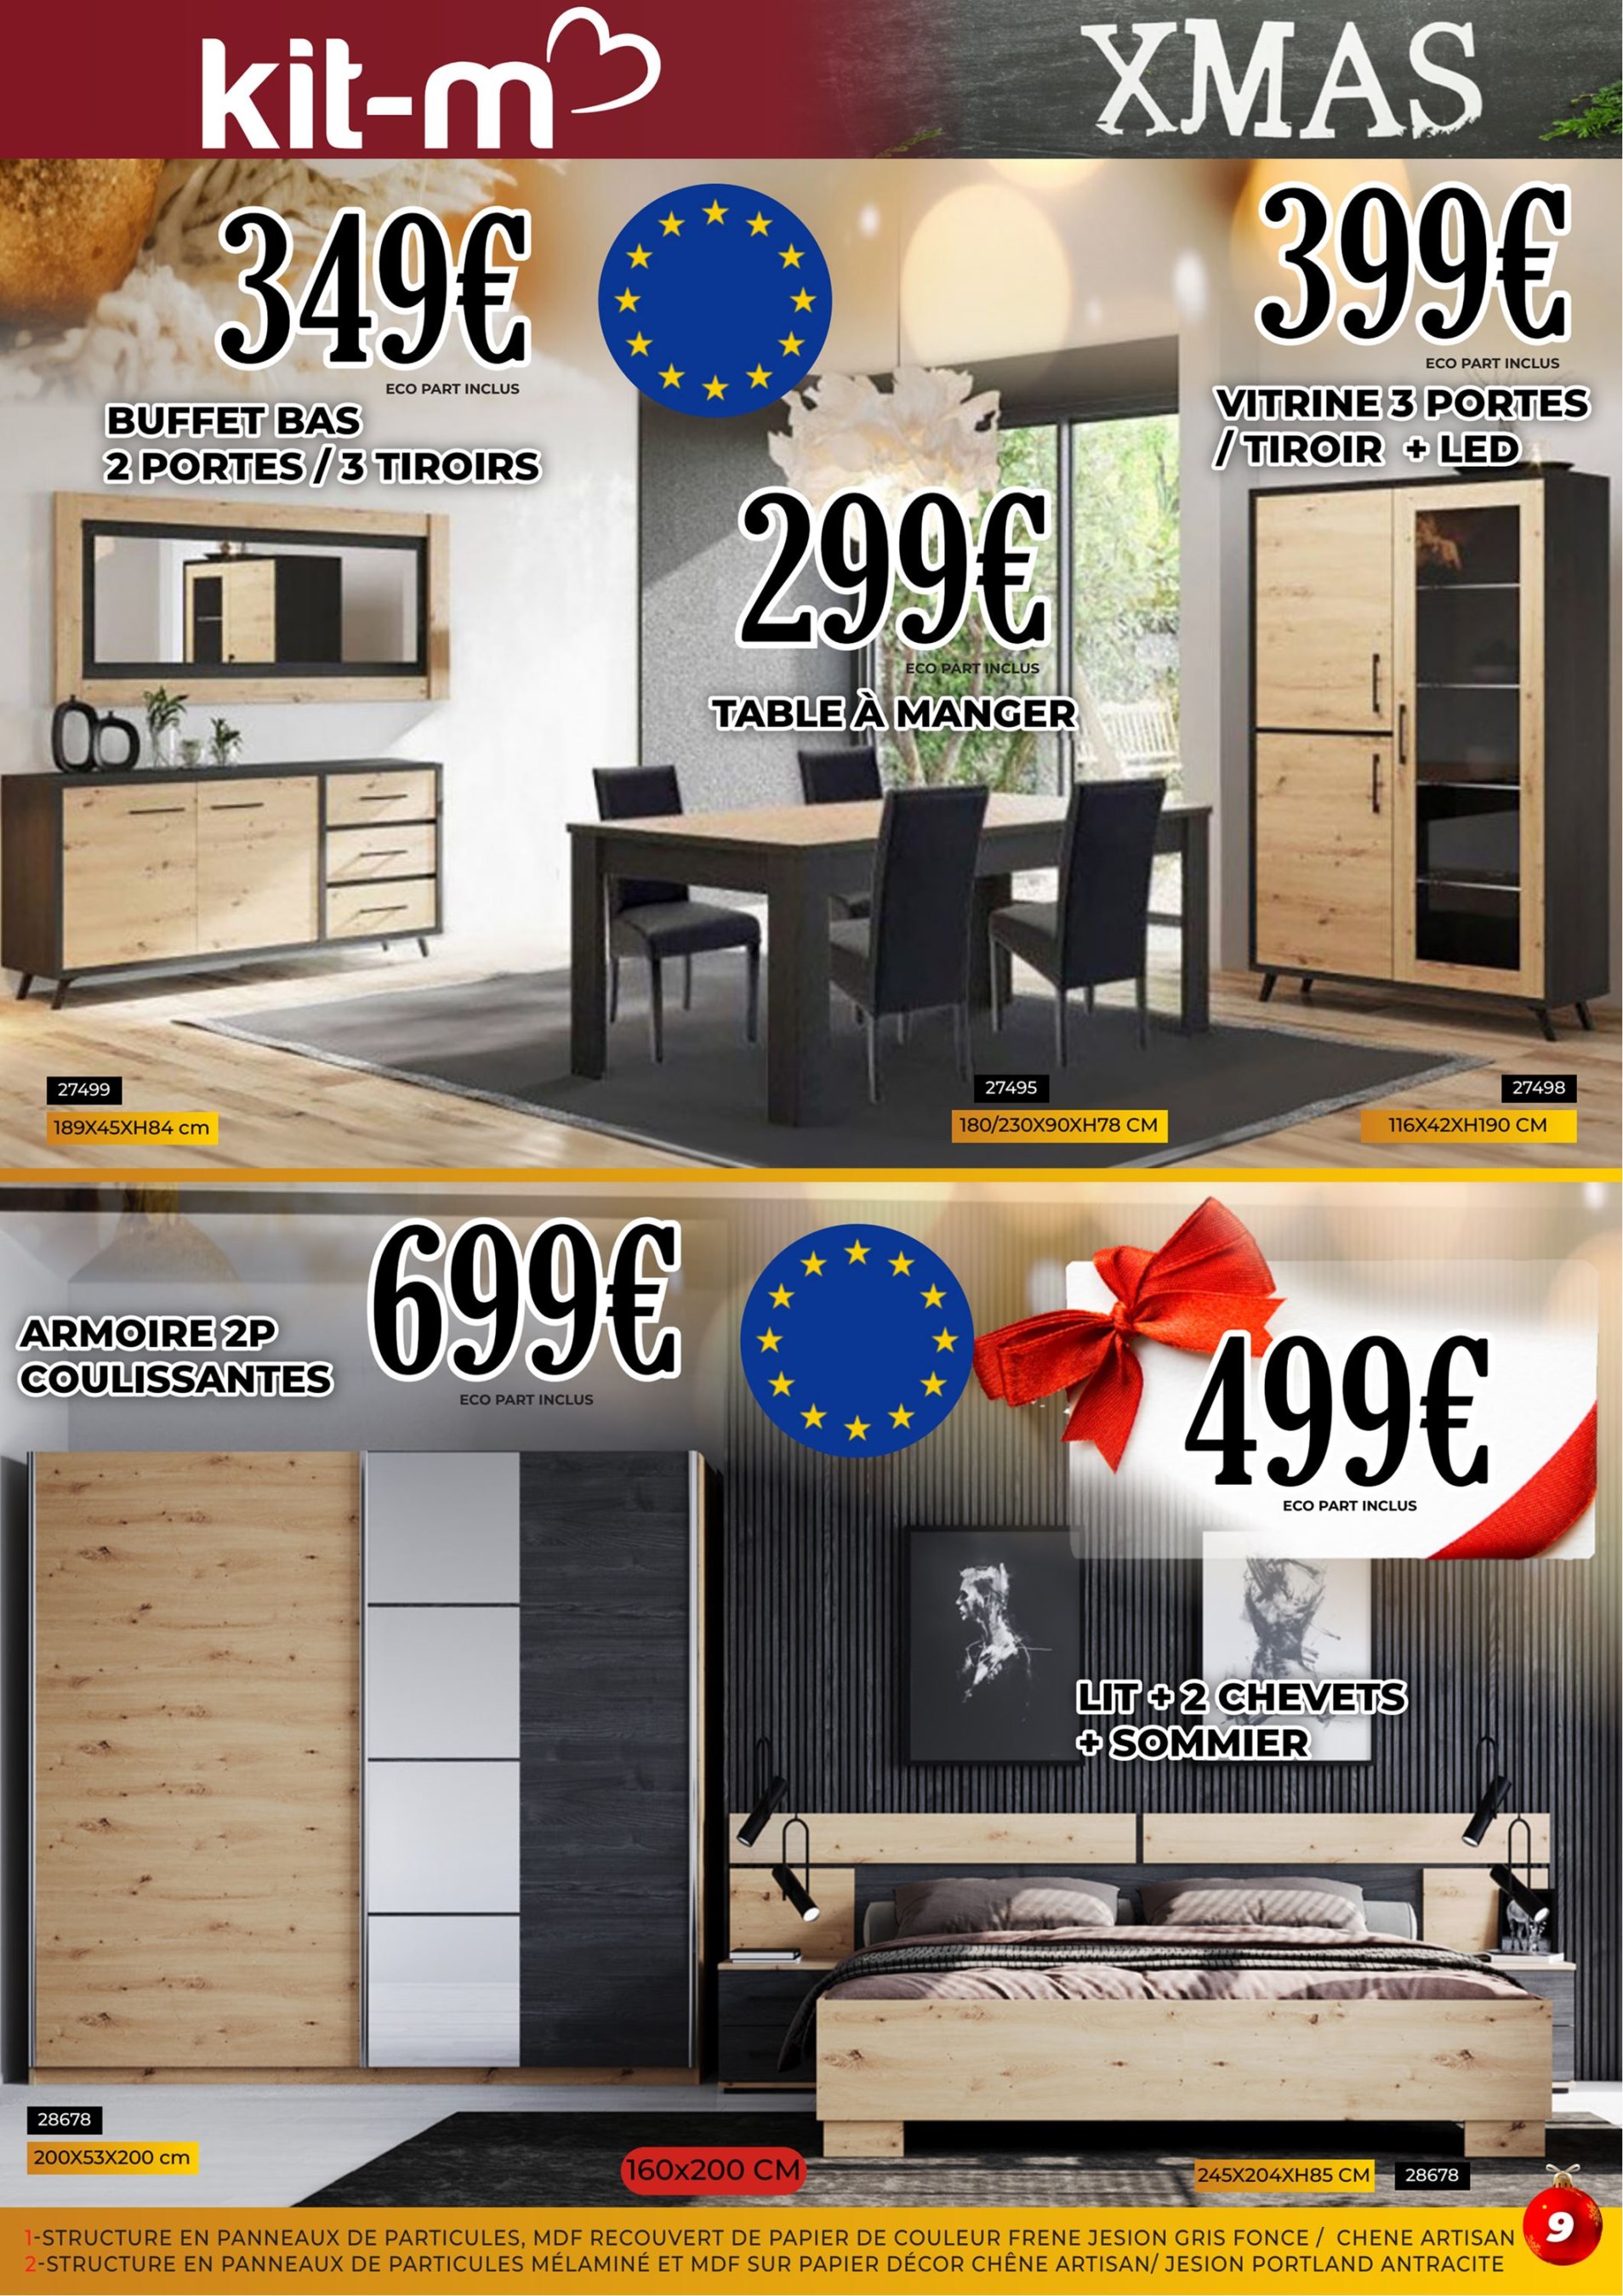 kit-m
XMAS
349€
ECO PART INCLUS
BUFFET BAS
2 PORTES / 3 TIROIRS
399€
ECO PART INCLUS
VITRINE 3 PORTES
/ TIROIR + LED
299€
ECO PART INCLUS
TABLE À MANGER
27499
189X45XH84 cm
27495
180/230X90XH78 CM
27498
116X42XH190 CM
699€
ECO PART INCLUS
ARMOIRE 2P
COULISSANTES
499€
ECO PART INCLUS
LIT + 2 CHEVETS
+ SOMMIER
28678
200X53X200 cm
160x200 CM
245X204XH85 CM
28678
1-STRUCTURE EN PANNEAUX DE PARTICULES, MDF RECOUVERT DE PAPIER DE COULEUR FRENE JESION GRIS FONCE / CHENE ARTISAN
2-STRUCTURE EN PANNEAUX DE PARTICULES MÉLAMINÉ ET MDF SUR PAPIER DÉCOR CHÊNE ARTISAN/ JESION PORTLAND ANTRACITE
9